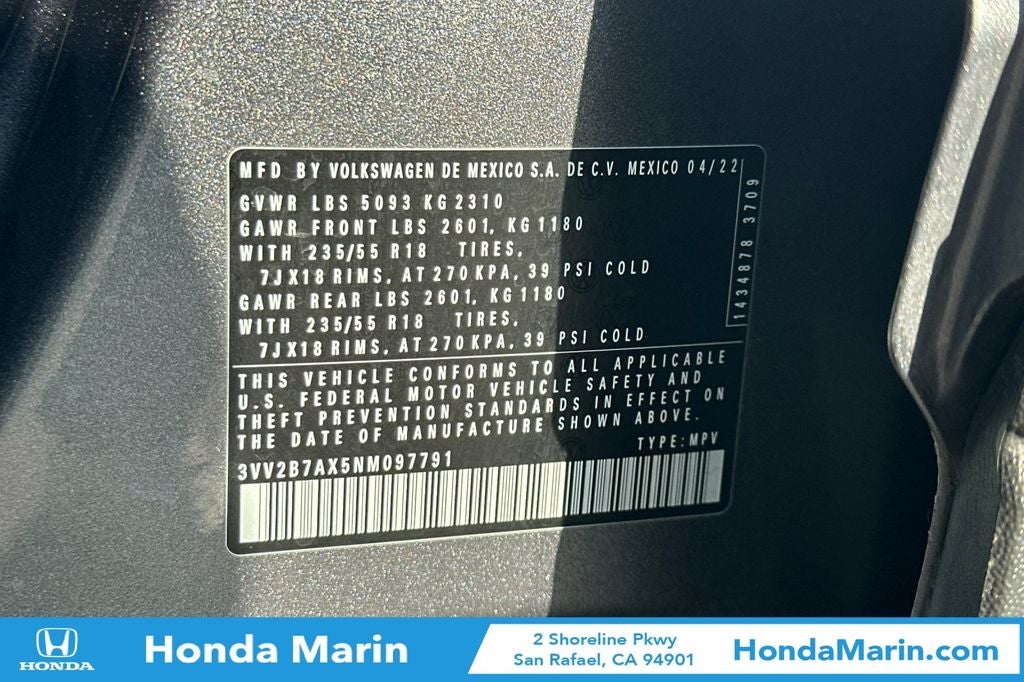 MFD BY VOLKSWAGEN DE MEXICO S.A. DE C.V. MEXICO 04/22
GVWR LBS 5093 KG 2310
GAWR FRONT LBS 2601, KG 1180
WITH 235/55 R18 TIRES,
7JX18 RIMS, AT 270 KPA, 39 PSI COLD
GAWR REAR LBS 2601, KG 1180
WITH 235/55 R18 TIRES,
7JX18 RIMS, AT 270 KPA, 39 PSI COLD
1434878 3709
THIS VEHICLE CONFORMS TO ALL APPLICABLE
U.S. FEDERAL MOTOR VEHICLE SAFETY AND
THEFT PREVENTION STANDARDS IN EFFECT ON
THE DATE OF MANUFACTURE SHOWN ABOVE.
TYPE: MPV
3VV2B7AX5NM097791
HONDA
Honda Marin
2 Shoreline Pkwy
San Rafael, CA 94901
HondaMarin.com